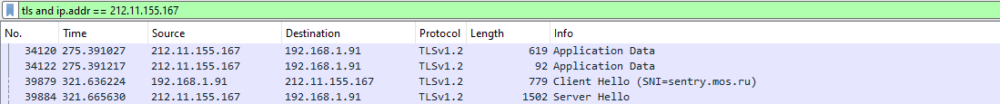 tls and ip.addr == 212.11.155.167
No. Time Source Destination Protocol Length Info
34120 275.391027 212.11.155.167 192.168.1.91 TLSv1.2 619 Application Data
34122 275.391217 212.11.155.167 192.168.1.91 TLSv1.2 92 Application Data
39879 321.636224 192.168.1.91 212.11.155.167 TLSv1.2 779 Client Hello (SNI=sentry.mos.ru)
39884 321.665630 212.11.155.167 192.168.1.91 TLSv1.2 1502 Server Hello